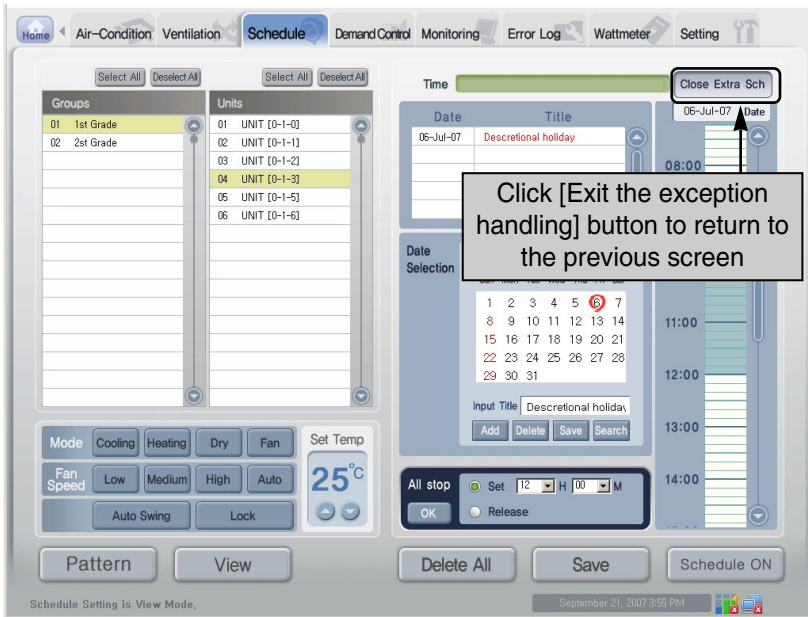 Home Air-Condition Ventilation Schedule Demand Control Monitoring Error Log Wattmeter Setting
Select All Deselect All Select All Deselect All
Groups
01 1st Grade
02 2st Grade
Units
01 UNIT [0-1-0]
02 UNIT [0-1-1]
03 UNIT [0-1-2]
04 UNIT [0-1-3]
05 UNIT [0-1-5]
06 UNIT [0-1-6]
Time
Close Extra Sch
Date Title
06-Jul-07 Descretional holiday
06-Jul-07 Date
08:00
Click [Exit the exception
handling] button to return to
the previous screen
Date
Selection
1 2 3 4 5 6 7
8 9 10 11 12 13 14
15 16 17 18 19 20 21
22 23 24 25 26 27 28
29 30 31
Input Title Descretional holiday
Add Delete Save Search
11:00
12:00
13:00
14:00
Mode Cooling Heating Dry Fan
Fan
Speed Low Medium High Auto
Auto Swing Lock
Set Temp
25°C
All stop Set 12 H 00 M
OK Release
Pattern View Delete All Save Schedule ON
Schedule Setting is View Mode.
September 21, 2007 3:55 PM